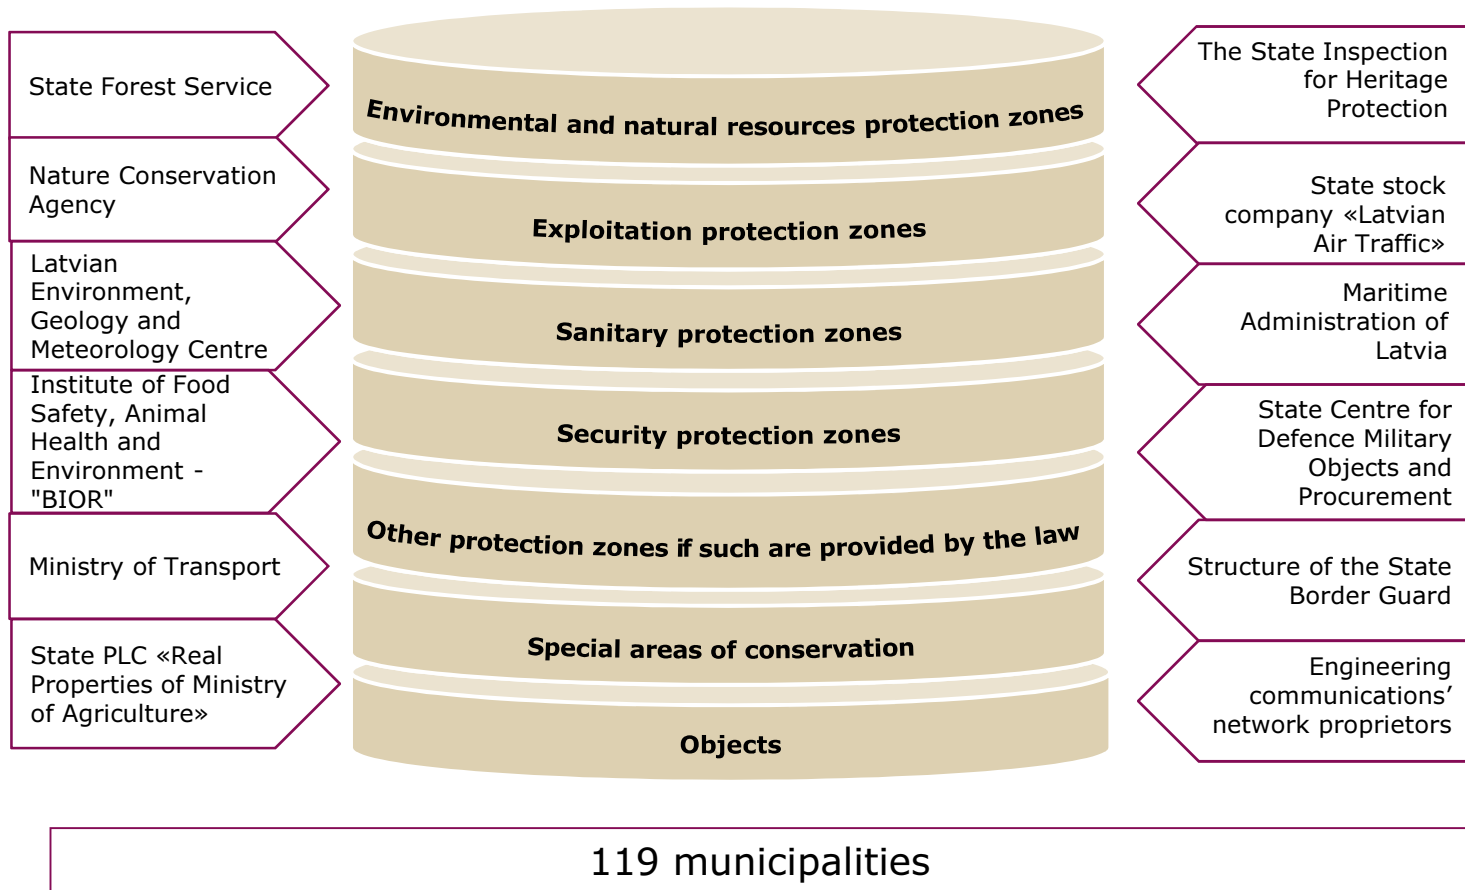 State Forest Service
Nature Conservation
Agency
Latvian
Environment,
Geology and
Meteorology Centre
Institute of Food
Safety, Animal
Health and
Environment -
"BIOR"
Ministry of Transport
State PLC «Real
Properties of Ministry
of Agriculture»
Environmental and natural resources protection zones
Exploitation protection zones
Sanitary protection zones
Security protection zones
Other protection zones if such are provided by the law
Special areas of conservation
Objects
The State Inspection
for Heritage
Protection
State stock
company «Latvian
Air Traffic»
Maritime
Administration of
Latvia
State Centre for
Defence Military
Objects and
Procurement
Structure of the State
Border Guard
Engineering
communications’
network proprietors
119 municipalities